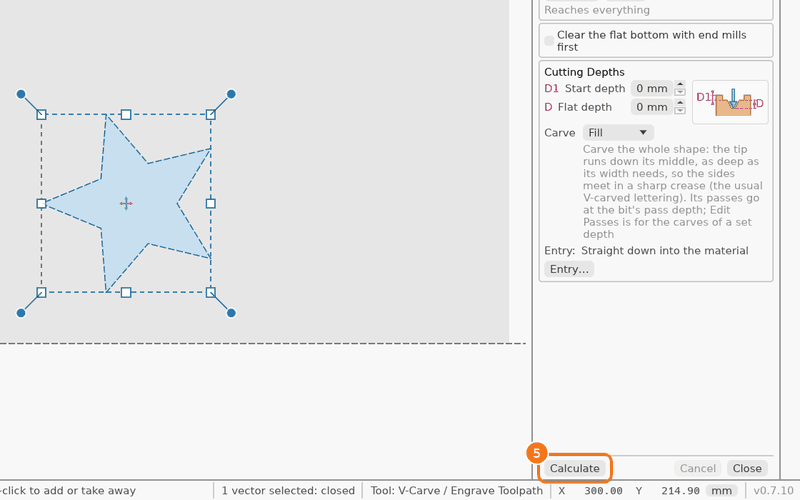 Reaches everything
Clear the flat bottom with end mills
first
Cutting Depths
D1 Start depth 0 mm
D Flat depth 0 mm
D1
D
Carve Fill
Carve the whole shape: the tip
runs down its middle, as deep as
its width needs, so the sides
meet in a sharp crease (the usual
V-carved lettering). Its passes go
at the bit's pass depth; Edit
Passes is for the carves of a set
depth
Entry: Straight down into the material
Entry...
5
Calculate Cancel Close
-click to add or take away 1 vector selected: closed Tool: V-Carve / Engrave Toolpath X 300.00 Y 214.90 mm v0.7.10